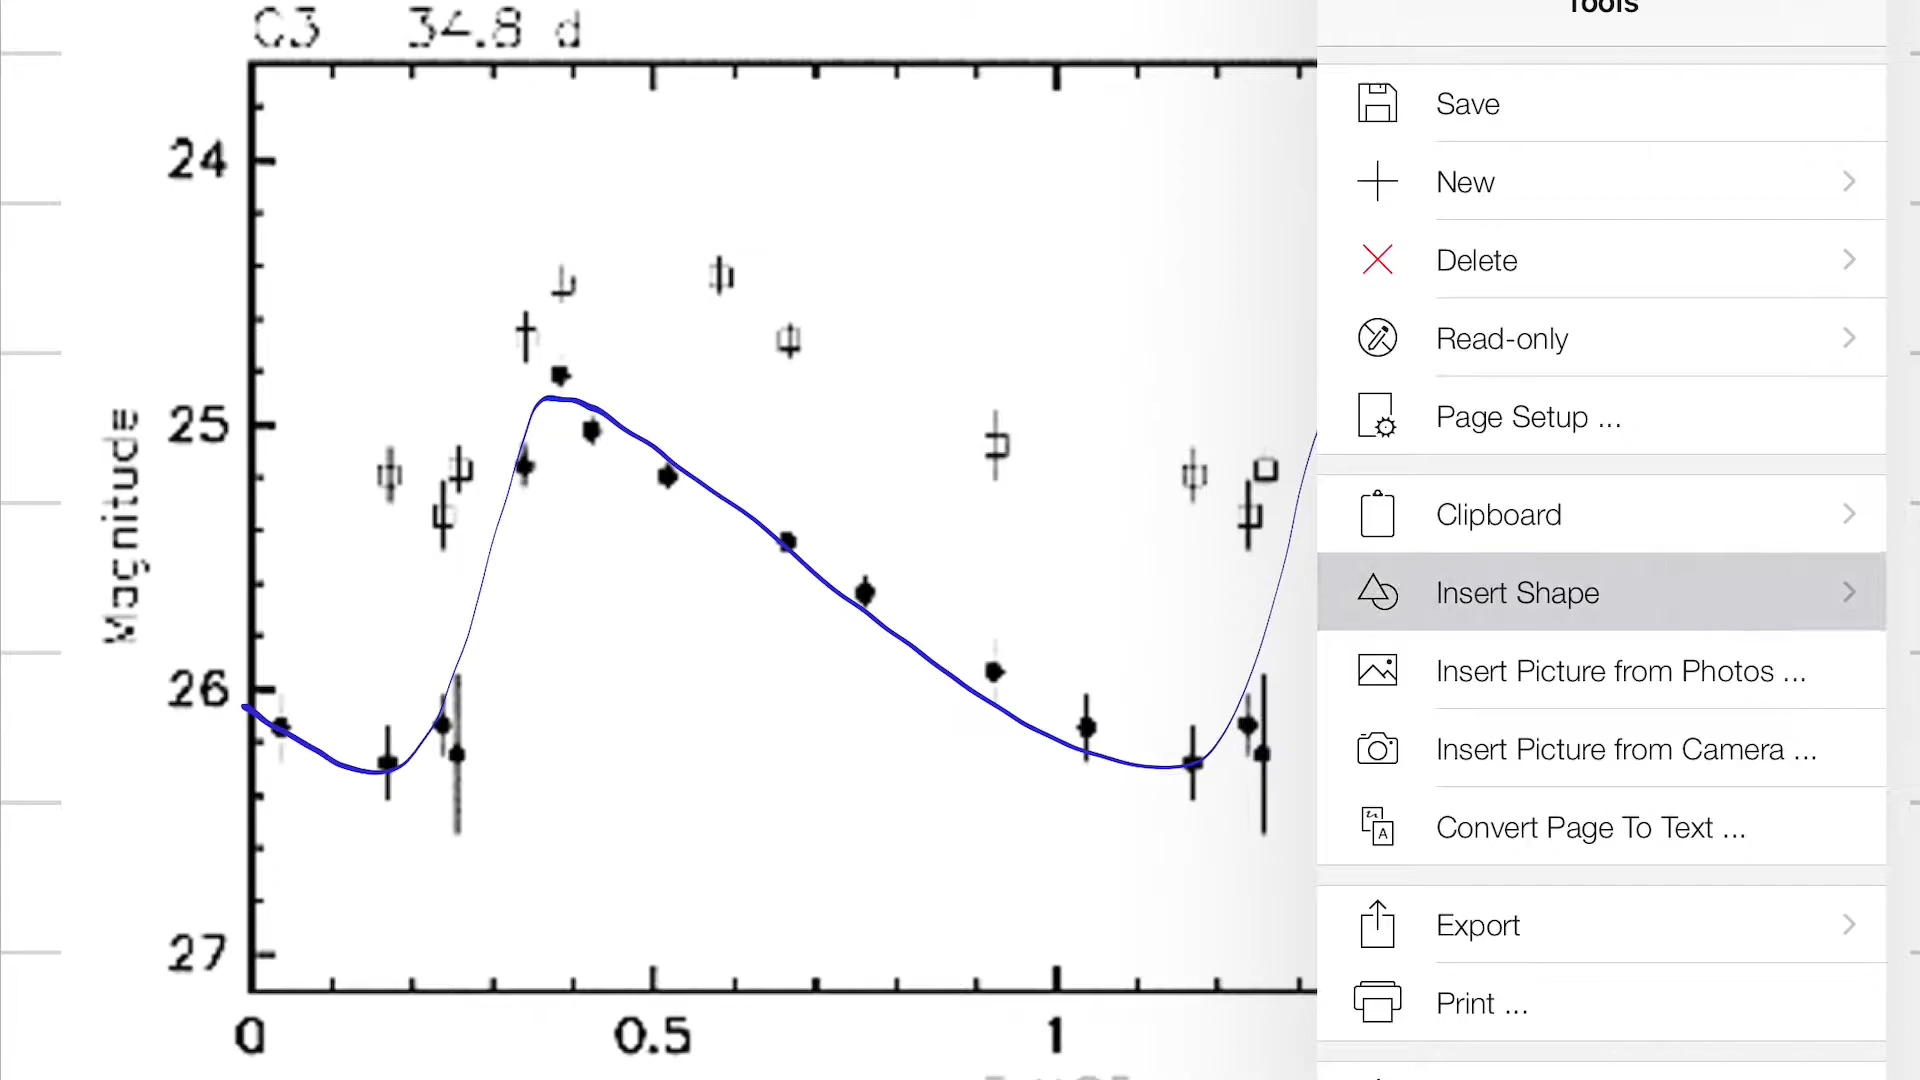 C3 34.8 d
24
25
26
27
Magnitude
0 0.5 1
Tools
Save
New
Delete
Read-only
Page Setup ...
Clipboard
Insert Shape
Insert Picture from Photos ...
Insert Picture from Camera ...
Convert Page To Text ...
Export
Print ...